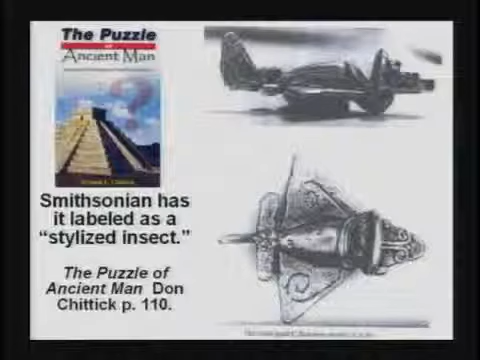 The Puzzle
of
Ancient Man
Smithsonian has
it labeled as a
“stylized insect.”
The Puzzle of
Ancient Man Don
Chittick p. 110.